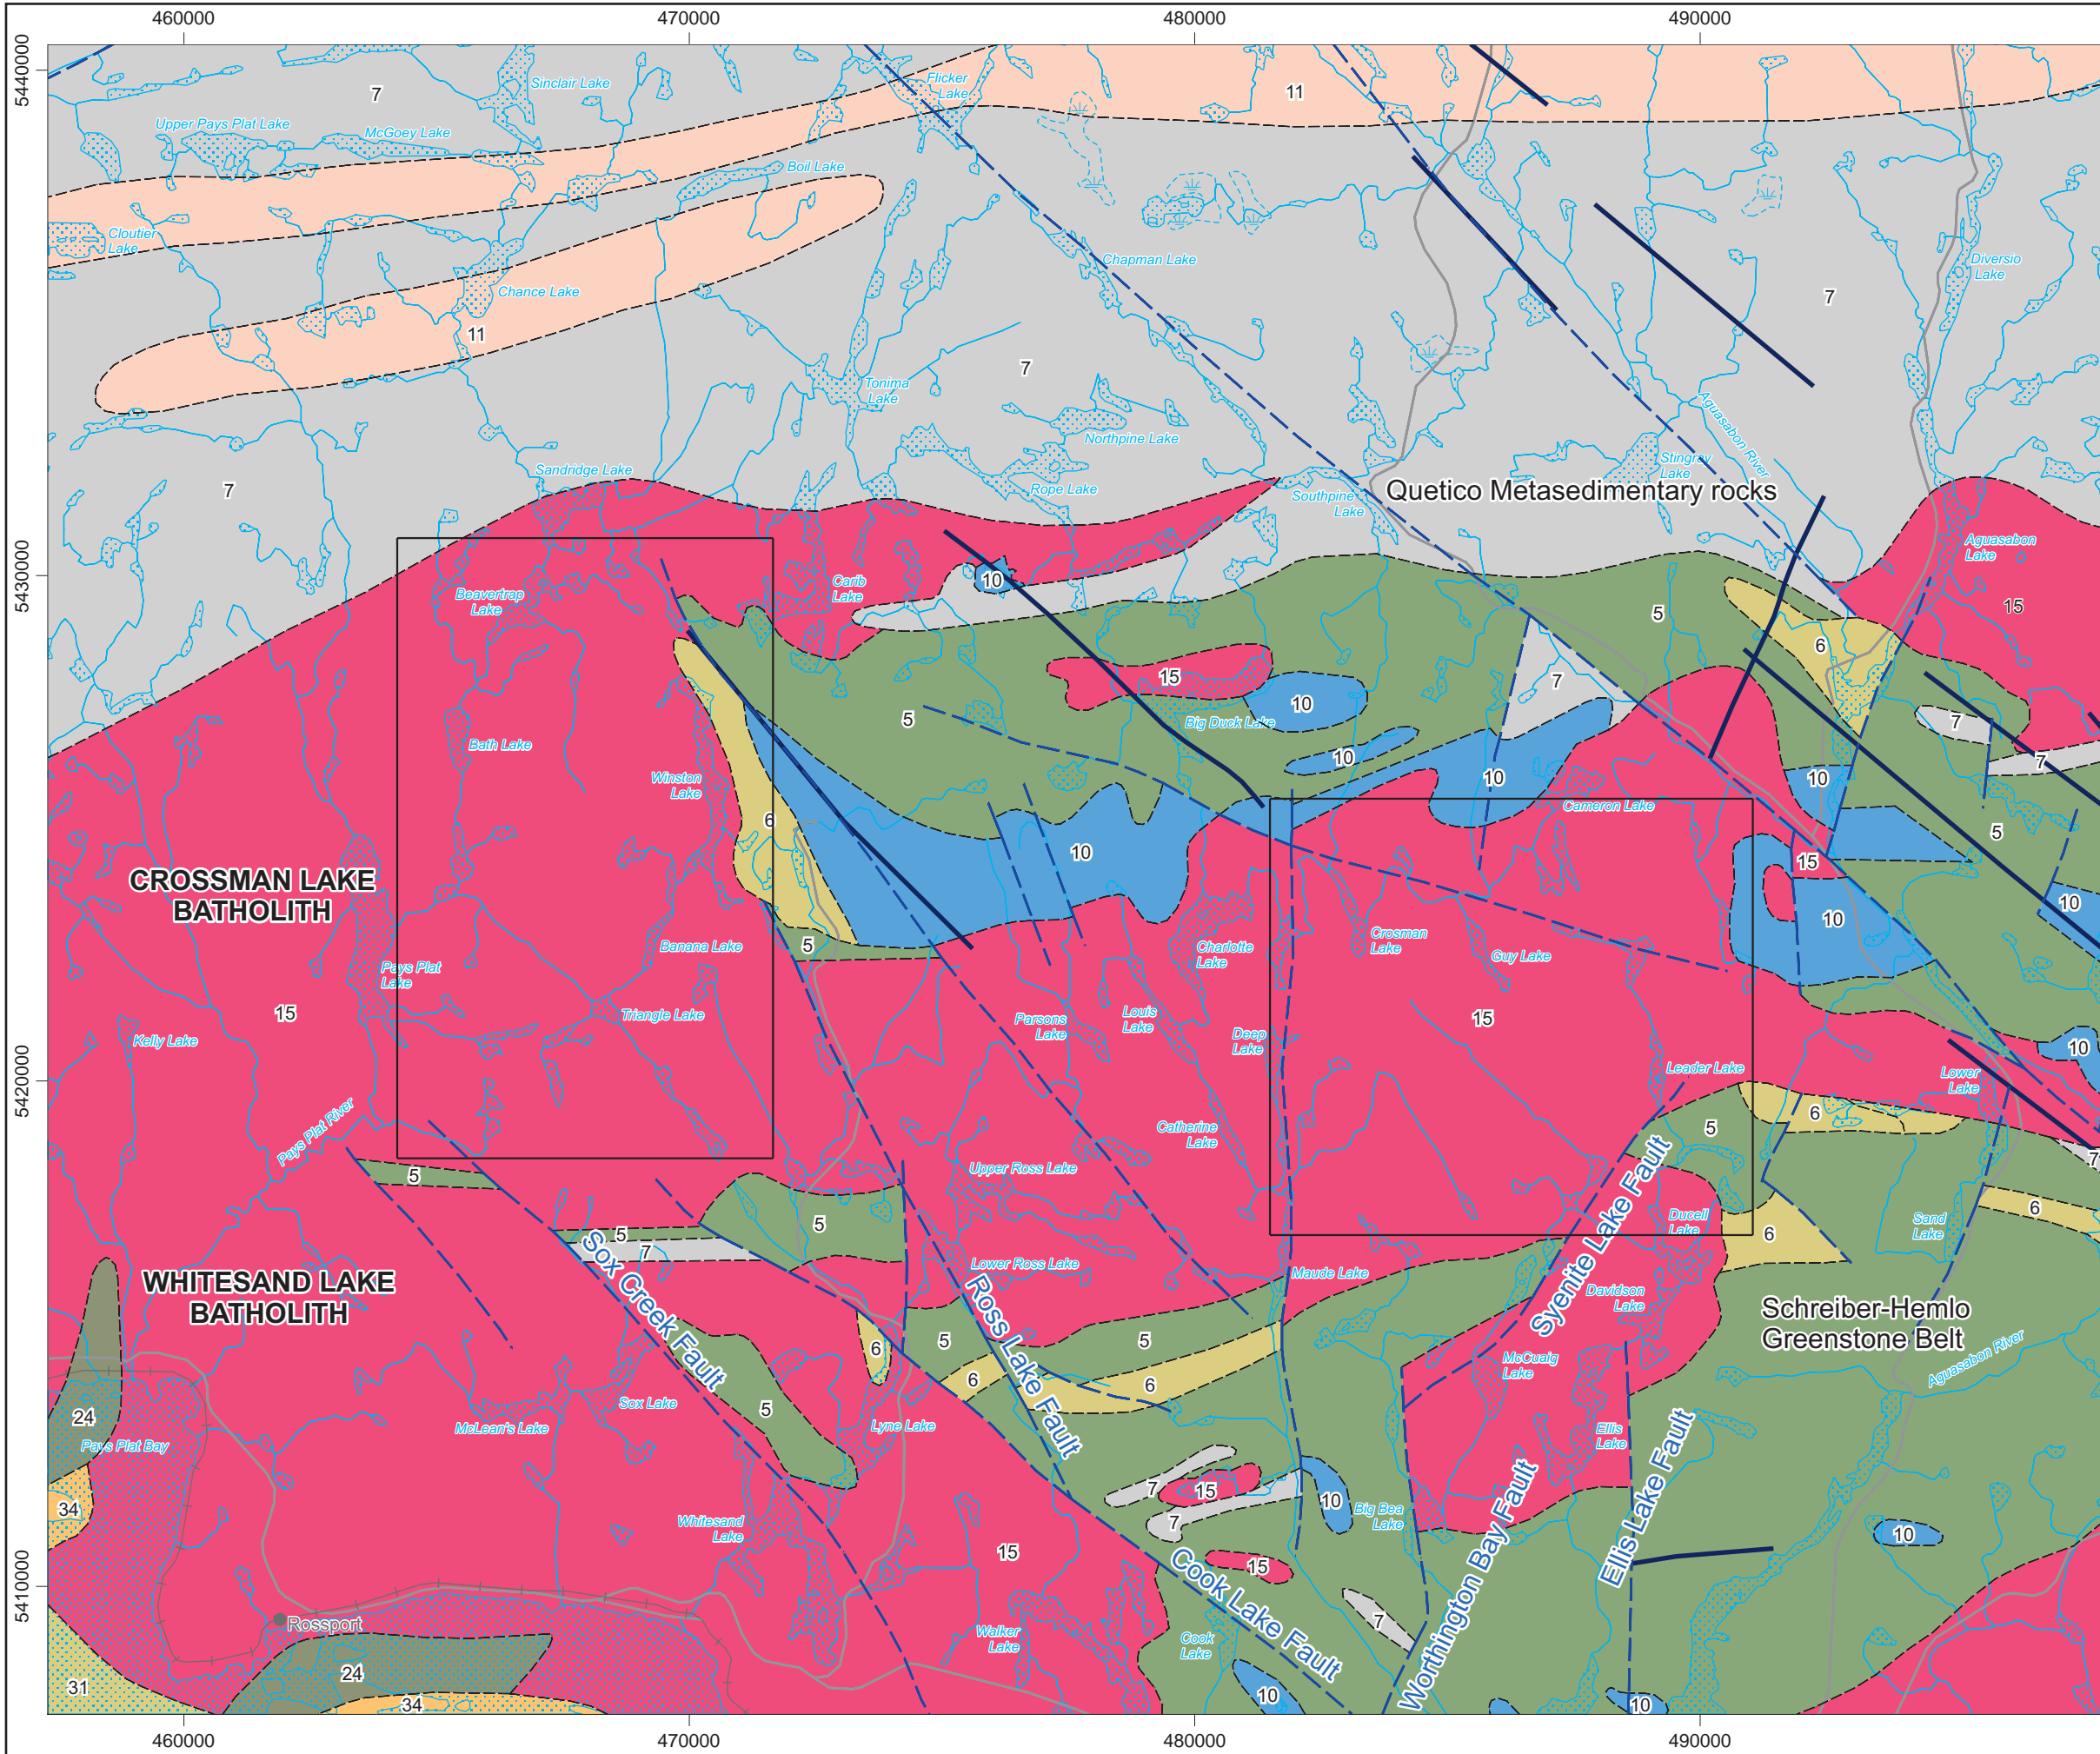 460000
470000
480000
490000
5440000
5430000
5420000
5410000
7
Sinclair Lake
Flicker
Lake
11
Upper Pays Plat Lake
McGoey Lake
Boil Lake
Cloutier
Lake
Chapman Lake
Diversio
Lake
Chance Lake
7
11
7
Tonima
Lake
Aguasabon River
Northpine Lake
Stingray
Lake
Sandridge Lake
7
Rope Lake
Southpine
Lake
Quetico Metasedimentary rocks
Aguasabon
Lake
10
Carib
Lake
Beavertrap
Lake
15
5
6
15
7
10
5
Big Duck Lake
7
Bath Lake
10
7
Winston
Lake
10
10
Cameron Lake
6
5
10
15
CROSSMAN LAKE
BATHOLITH
10
10
Crosman
Lake
Charlotte
Lake
Guy Lake
Banana Lake
5
Pays Plat
Lake
15
Triangle Lake
Parsons
Lake
Louis
Lake
15
Deep
Lake
Kelly Lake
10
Leader Lake
Lower
Lake
6
Pays Plat River
Catherine
Lake
5
7
Upper Ross Lake
5
Syenite Lake Fault
5
5
7
Ducell
Lake
6
Sand
Lake
6
Sox Creek Fault
Lower Ross Lake
Maude Lake
WHITESAND LAKE
BATHOLITH
Ross Lake Fault
Davidson
Lake
Schreiber-Hemlo
Greenstone Belt
6
5
5
McCuaig
Lake
Aguasabon River
6
6
24
Pays Plat Bay
McLean's Lake
Sox Lake
5
Lyne Lake
Ellis
Lake
7
15
10
34
7
Big Bea
Lake
Whitesand
Lake
10
15
15
Cook Lake Fault
Worthington Bay Fault
Ellis Lake Fault
Rossport
7
Walker
Lake
Cook
Lake
24
31
34
10
10
460000
470000
480000
490000